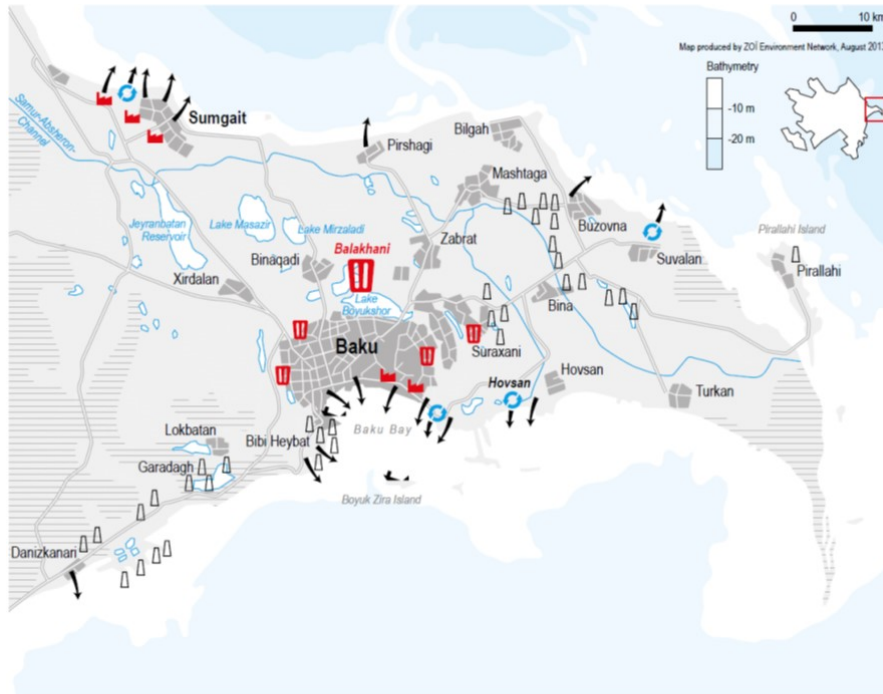 0 10 km
Map produced by ZOÏ Environment Network, August 201
Bathymetry
-10 m
-20 m
Samur-Absheron-
Channel
Sumgait
Pirshagi
Bilgah
Mashtaga
Jeyranbatan
Reservoir
Lake Masazir
Lake Mirzaladi
Buzovna
Balakhani
Zabrat
Binaqadi
Suvalan
Pirallahi Island
Pirallahi
Xirdalan
Lake
Boyukshor
Bina
Baku
Suraxani
Hovsan
Hovsan
Turkan
Lokbatan
Bibi Heybat
Baku Bay
Garadagh
Boyuk Zira Island
Danizkanari